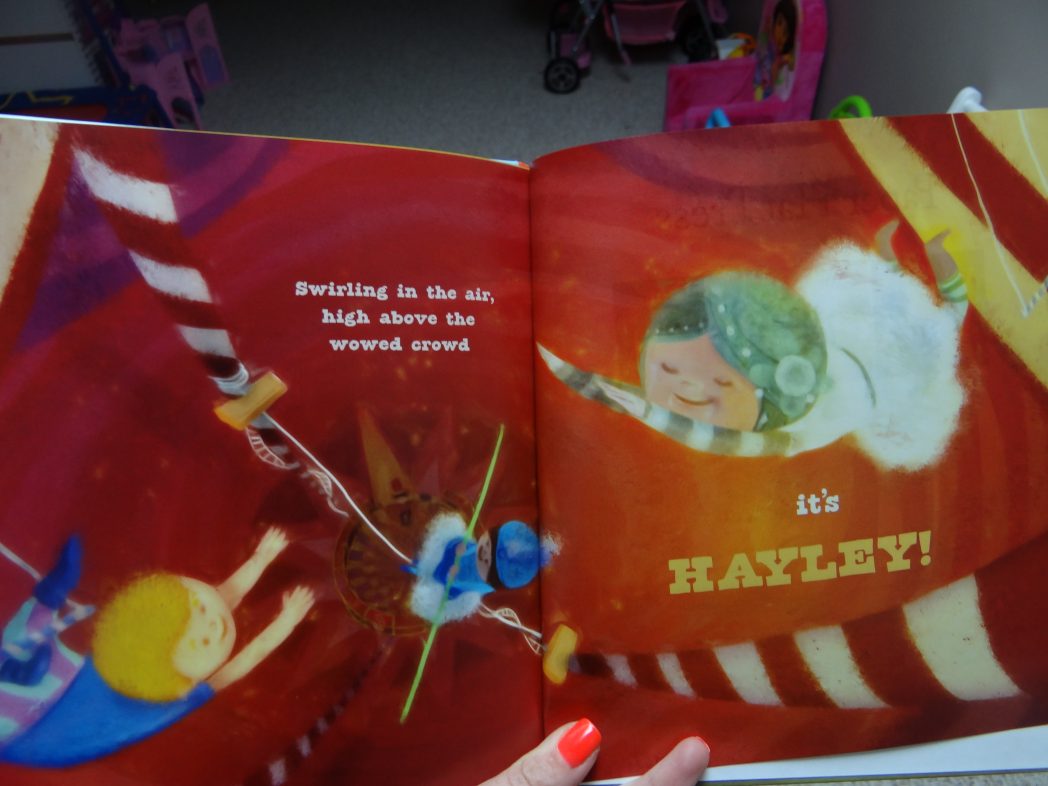 Swirling in the air,
high above the
wowed crowd
it's
HAYLEY!